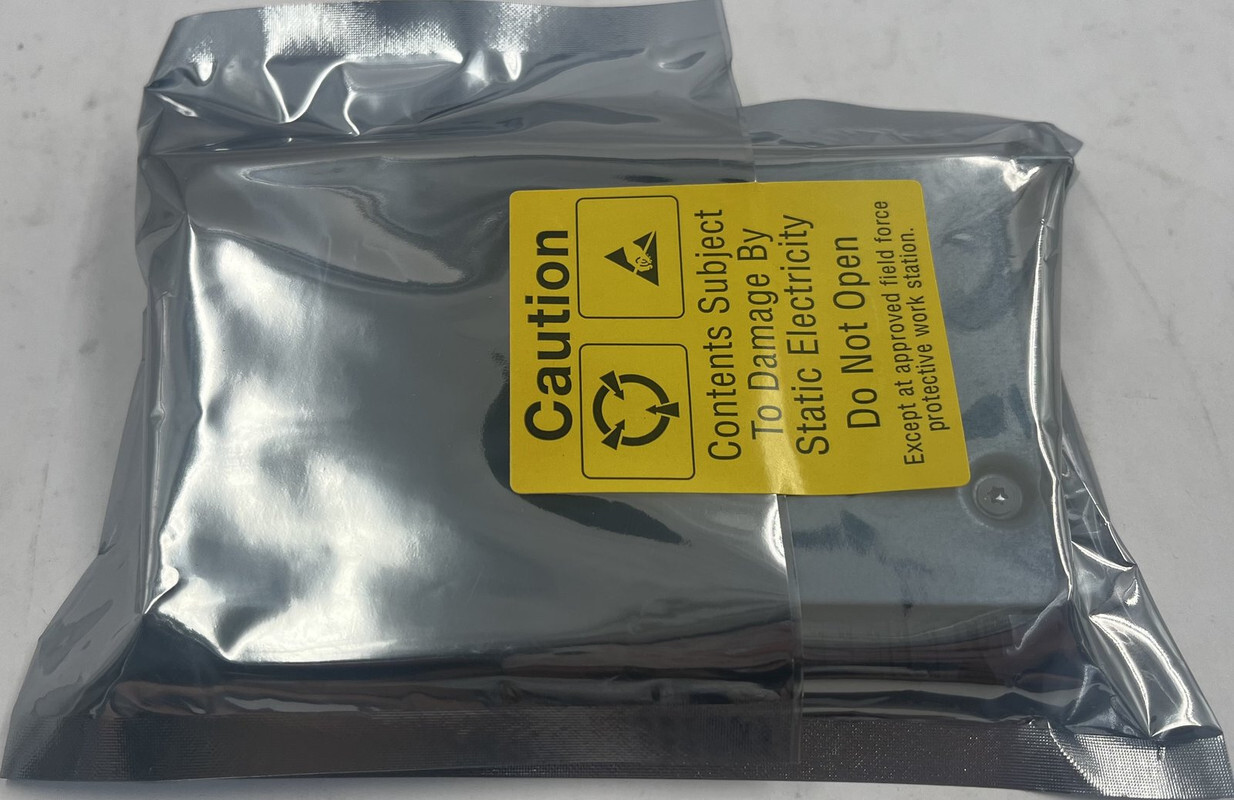 Caution
Contents Subject
To Damage By
Static Electricity
Do Not Open
Except at approved field force
protective work station.